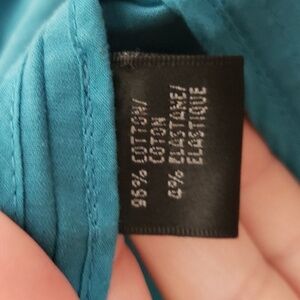 96% COTTON/
COTON
4% ELASTANE/
ELASTIQUE